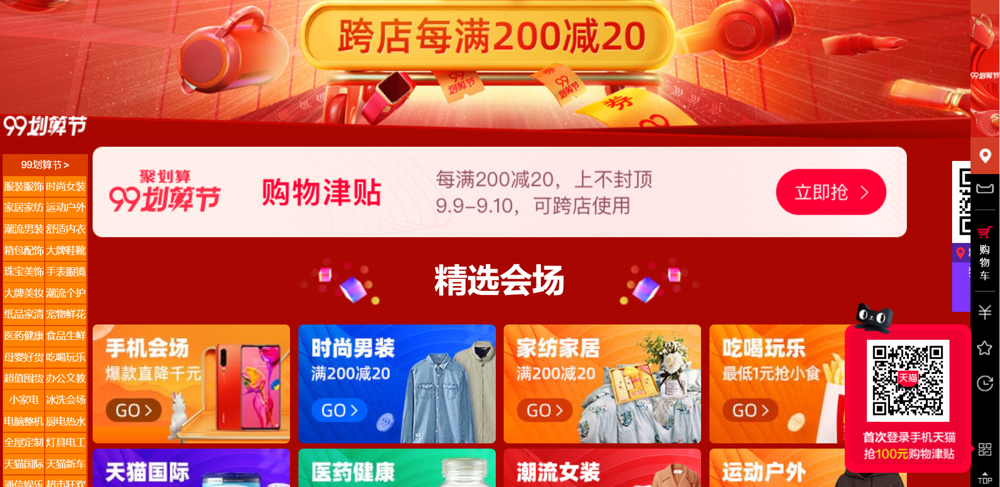 跨店每满200减20
99划算节
99划算节
券
99
券
99划算节
99划算节
99划算节 >
服装服饰 时尚女装
家居家纺 运动户外
潮流男装 舒适内衣
箱包配饰 大牌鞋靴
珠宝美饰 手表眼镜
大牌美妆 潮流个护
纸品家清 宠物鲜花
医药健康 食品生鲜
母婴好货 吃喝玩乐
超值囤货 办公文教
小家电 冰洗会场
电脑整机 厨电热水
全屋定制 灯具电工
天猫国际 天猫新车
通信娱乐 超市狂欢
聚划算
99划算节
购物津贴
每满200减20，上不封顶
9.9-9.10，可跨店使用
立即抢
精选会场
手机会场
爆款直降千元
GO
时尚男装
满200减20
GO
家纺家居
满200减20
GO
吃喝玩乐
最低1元抢小食
GO
天猫国际
医药健康
潮流女装
运动户外
天猫
首次登录手机天猫
抢100元购物津贴
购
物
车
TOP